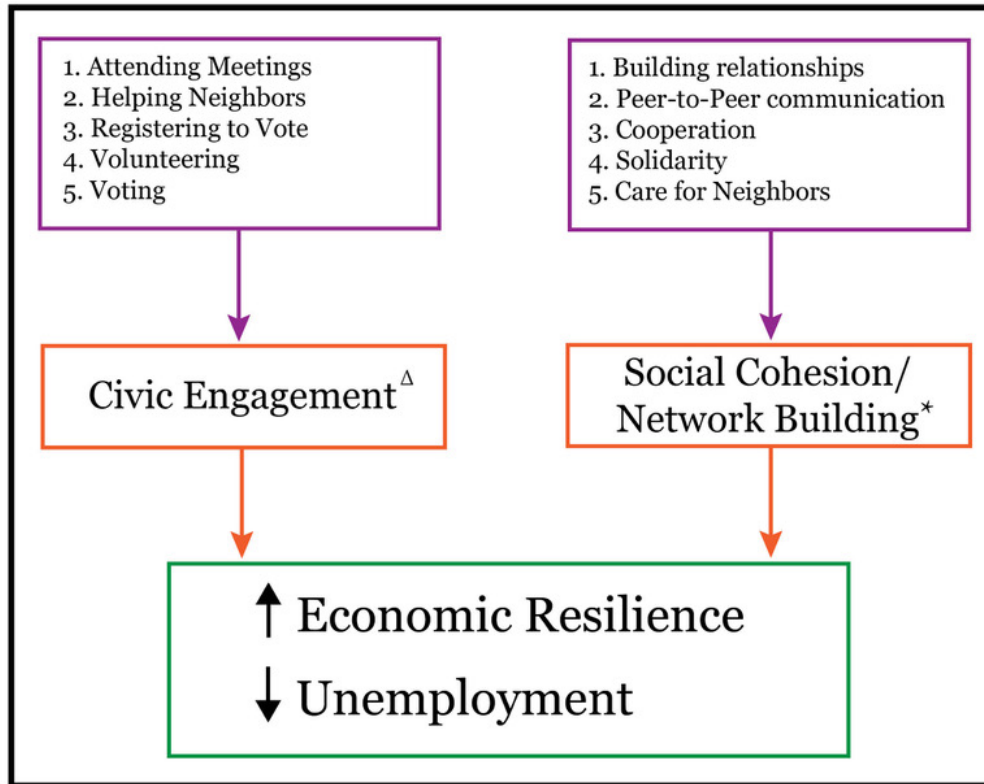 1. Attending Meetings
2. Helping Neighbors
3. Registering to Vote
4. Volunteering
5. Voting
1. Building relationships
2. Peer-to-Peer communication
3. Cooperation
4. Solidarity
5. Care for Neighbors
Civic Engagement^Δ
Social Cohesion/
Network Building*
↑ Economic Resilience
↓ Unemployment